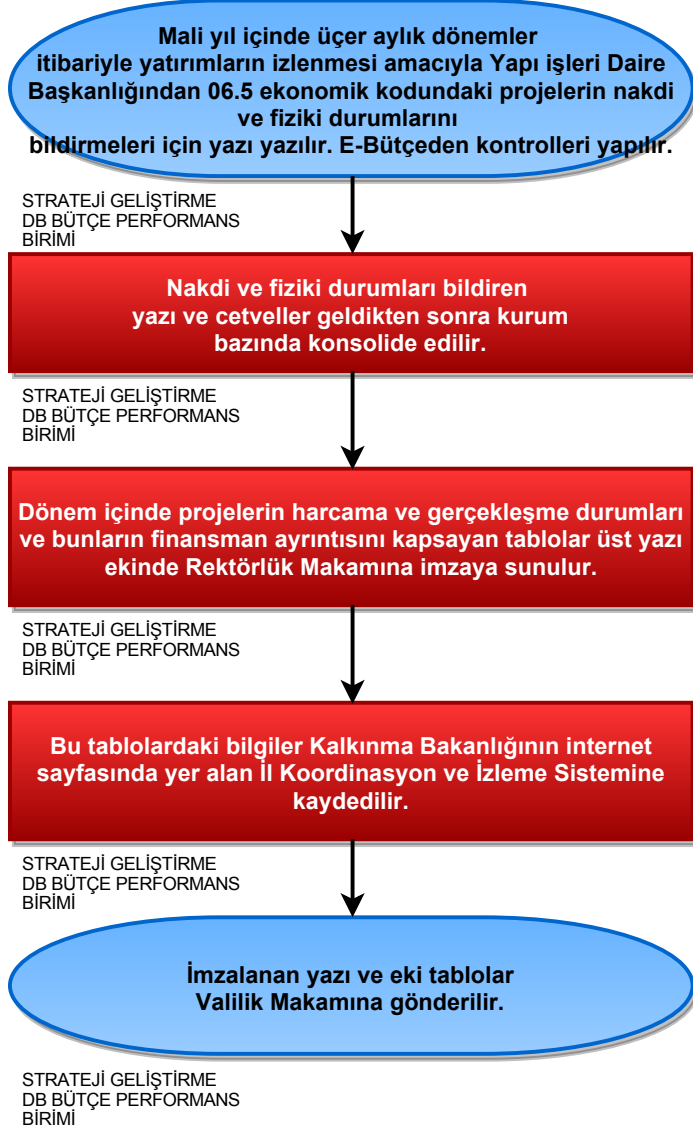 Mali yıl içinde üçer aylık dönemler
itibariyle yatırımların izlenmesi amacıyla Yapı işleri Daire
Başkanlığından 06.5 ekonomik kodundaki projelerin nakdi
ve fiziki durumlarını
bildirmeleri için yazı yazılır. E-Bütçeden kontrolleri yapılır.
STRATEJİ GELİŞTİRME
DB BÜTÇE PERFORMANS
BİRİMİ
Nakdi ve fiziki durumları bildiren
yazı ve cetveller geldikten sonra kurum
bazında konsolide edilir.
STRATEJİ GELİŞTİRME
DB BÜTÇE PERFORMANS
BİRİMİ
Dönem içinde projelerin harcama ve gerçekleşme durumları
ve bunların finansman ayrıntısını kapsayan tablolar üst yazı
ekinde Rektörlük Makamına imzaya sunulur.
STRATEJİ GELİŞTİRME
DB BÜTÇE PERFORMANS
BİRİMİ
Bu tablolardaki bilgiler Kalkınma Bakanlığının internet
sayfasında yer alan İl Koordinasyon ve İzleme Sistemine
kaydedilir.
STRATEJİ GELİŞTİRME
DB BÜTÇE PERFORMANS
BİRİMİ
İmzalanan yazı ve eki tablolar
Valilik Makamına gönderilir.
STRATEJİ GELİŞTİRME
DB BÜTÇE PERFORMANS
BİRİMİ